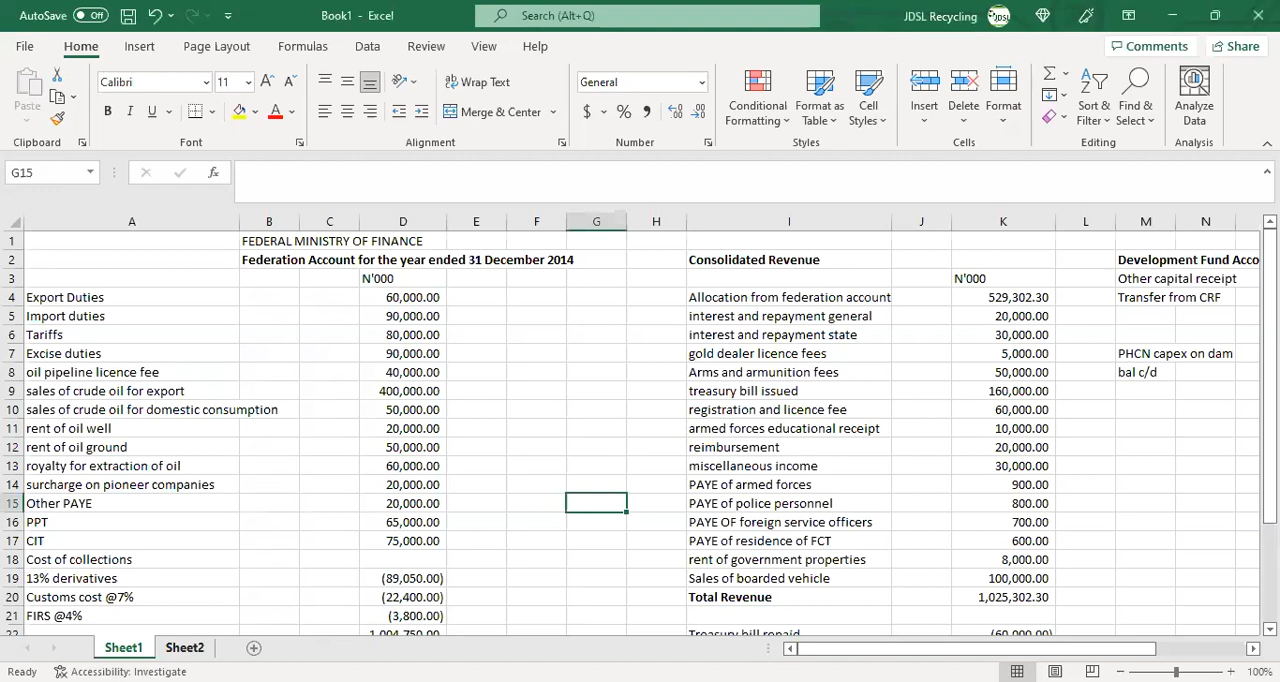 AutoSave Off Book1 - Excel Search (Alt+Q) JDSL Recycling
File Home Insert Page Layout Formulas Data Review View Help Comments Share
Paste Calibri 11 A A Wrap Text General Conditional Formatting Format as Table Cell Styles Insert Delete Format Sort & Filter Find & Select Analyze Data
B I U A Merge & Center $ % 9
Clipboard Font Alignment Number Styles Cells Editing Analysis
G15 fx
A B C D E F G H I J K L M N
1 FEDERAL MINISTRY OF FINANCE
2 Federation Account for the year ended 31 December 2014 Consolidated Revenue Development Fund Acco
3 N'000 N'000 Other capital receipt
4 Export Duties 60,000.00 Allocation from federation account 529,302.30 Transfer from CRF
5 Import duties 90,000.00 interest and repayment general 20,000.00
6 Tariffs 80,000.00 interest and repayment state 30,000.00
7 Excise duties 90,000.00 gold dealer licence fees 5,000.00 PHCN capex on dam
8 oil pipeline licence fee 40,000.00 Arms and armunition fees 50,000.00 bal c/d
9 sales of crude oil for export 400,000.00 treasury bill issued 160,000.00
10 sales of crude oil for domestic consumption 50,000.00 registration and licence fee 60,000.00
11 rent of oil well 20,000.00 armed forces educational receipt 10,000.00
12 rent of oil ground 50,000.00 reimbursement 20,000.00
13 royalty for extraction of oil 60,000.00 miscellaneous income 30,000.00
14 surcharge on pioneer companies 20,000.00 PAYE of armed forces 900.00
15 Other PAYE 20,000.00 PAYE of police personnel 800.00
16 PPT 65,000.00 PAYE OF foreign service officers 700.00
17 CIT 75,000.00 PAYE of residence of FCT 600.00
18 Cost of collections rent of government properties 8,000.00
19 13% derivatives (89,050.00) Sales of boarded vehicle 100,000.00
20 Customs cost @7% (22,400.00) Total Revenue 1,025,302.30
21 FIRS @4% (3,800.00)
22 1,004,750.00 Treasury bill repaid (60,000.00)
Sheet1 Sheet2
Ready Accessibility: Investigate 100%